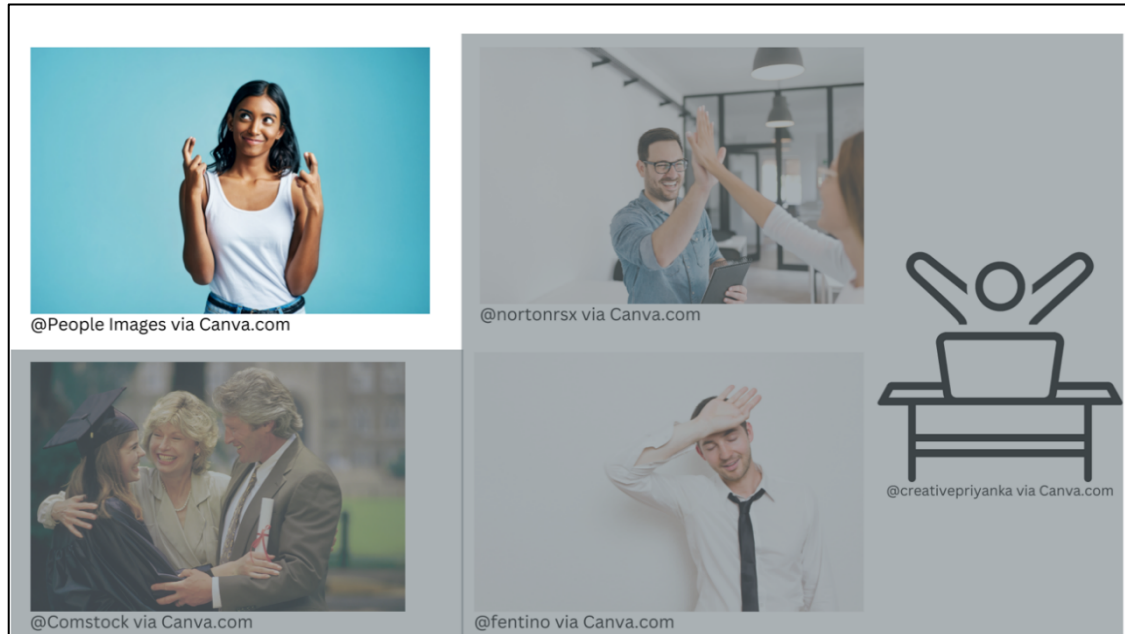 @People Images via Canva.com
@nortonrsx via Canva.com
@creativepriyanka via Canva.com
@Comstock via Canva.com
@fentino via Canva.com